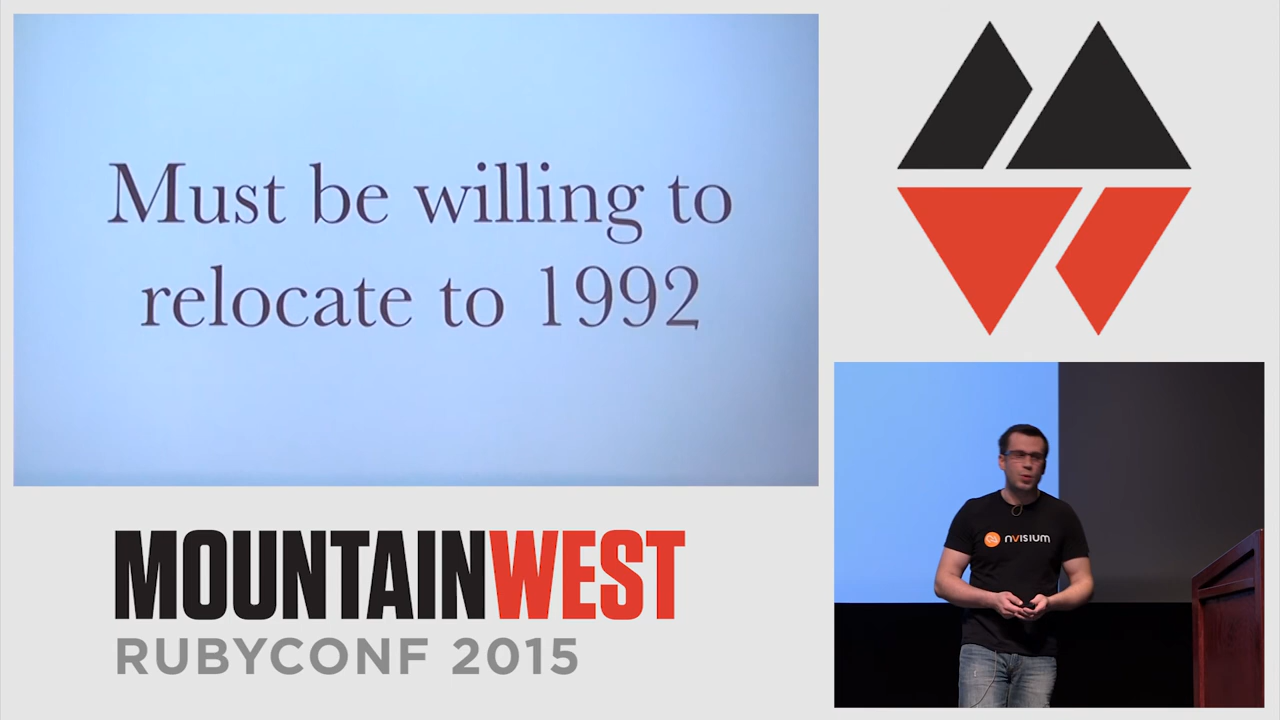 Must be willing to
relocate to 1992
MOUNTAINWEST
RUBYCONF 2015
nVISIUM